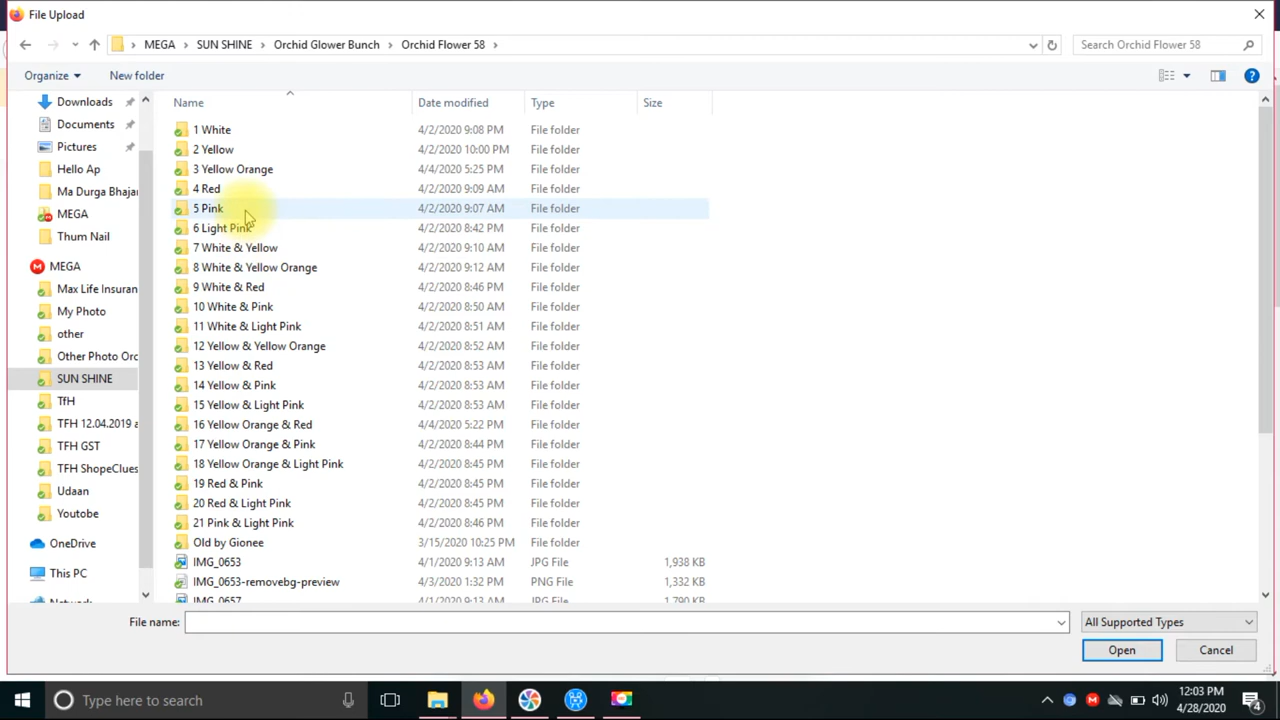 File Upload
MEGA > SUN SHINE > Orchid Glower Bunch > Orchid Flower 58 >
Search Orchid Flower 58
Organize
New folder
Name
Date modified
Type
Size
Downloads
Documents
Pictures
Hello Ap
Ma Durga Bhajar
MEGA
Thum Nail
MEGA
Max Life Insuran
My Photo
other
Other Photo Orc
SUN SHINE
TfH
TFH 12.04.2019 a
TFH GST
TFH ShopeClues
Udaan
Youtube
OneDrive
This PC
Network
1 White 4/2/2020 9:08 PM File folder
2 Yellow 4/2/2020 10:00 PM File folder
3 Yellow Orange 4/4/2020 5:25 PM File folder
4 Red 4/2/2020 9:09 AM File folder
5 Pink 4/2/2020 9:07 AM File folder
6 Light Pink 4/2/2020 8:42 PM File folder
7 White & Yellow 4/2/2020 9:10 AM File folder
8 White & Yellow Orange 4/2/2020 9:12 AM File folder
9 White & Red 4/2/2020 8:46 PM File folder
10 White & Pink 4/2/2020 8:50 AM File folder
11 White & Light Pink 4/2/2020 8:51 AM File folder
12 Yellow & Yellow Orange 4/2/2020 8:52 AM File folder
13 Yellow & Red 4/2/2020 8:53 AM File folder
14 Yellow & Pink 4/2/2020 8:53 AM File folder
15 Yellow & Light Pink 4/2/2020 8:53 AM File folder
16 Yellow Orange & Red 4/4/2020 5:22 PM File folder
17 Yellow Orange & Pink 4/2/2020 8:44 PM File folder
18 Yellow Orange & Light Pink 4/2/2020 8:45 PM File folder
19 Red & Pink 4/2/2020 8:45 PM File folder
20 Red & Light Pink 4/2/2020 8:45 PM File folder
21 Pink & Light Pink 4/2/2020 8:46 PM File folder
Old by Gionee 3/15/2020 10:25 PM File folder
IMG_0653 4/1/2020 9:13 AM JPG File 1,938 KB
IMG_0653-removebg-preview 4/3/2020 1:32 PM PNG File 1,332 KB
IMG_0657 4/1/2020 9:13 AM JPG File 1,790 KB
File name:
All Supported Types
Open
Cancel
Type here to search
12:03 PM
4/28/2020
4